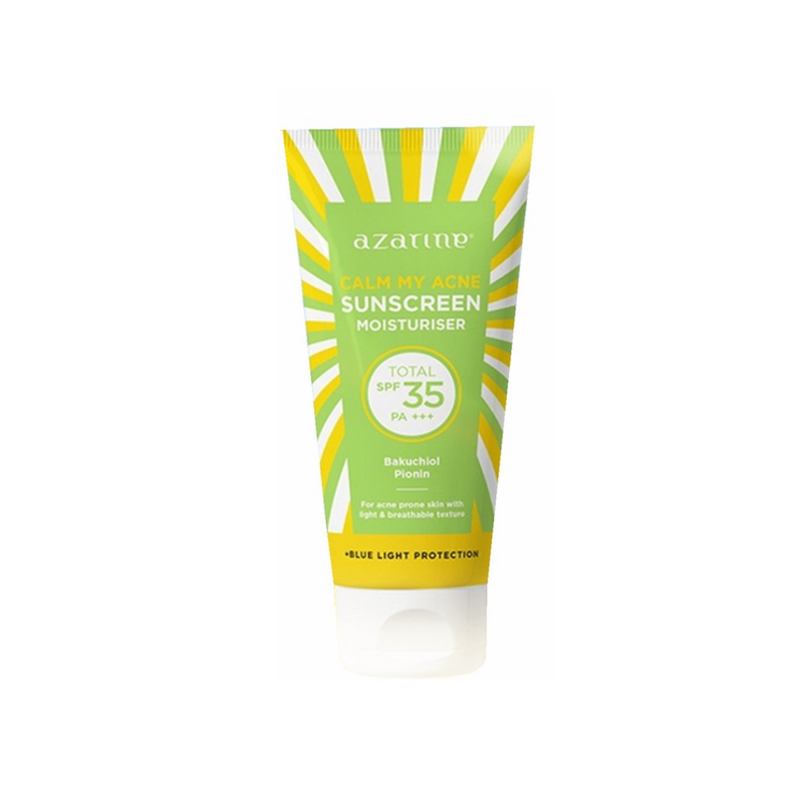 azarine®
CALM MY ACNE
SUNSCREEN
MOISTURISER
TOTAL
SPF 35
PA +++
Bakuchiol
Pionin
For acne prone skin with
light & breathable texture
+BLUE LIGHT PROTECTION